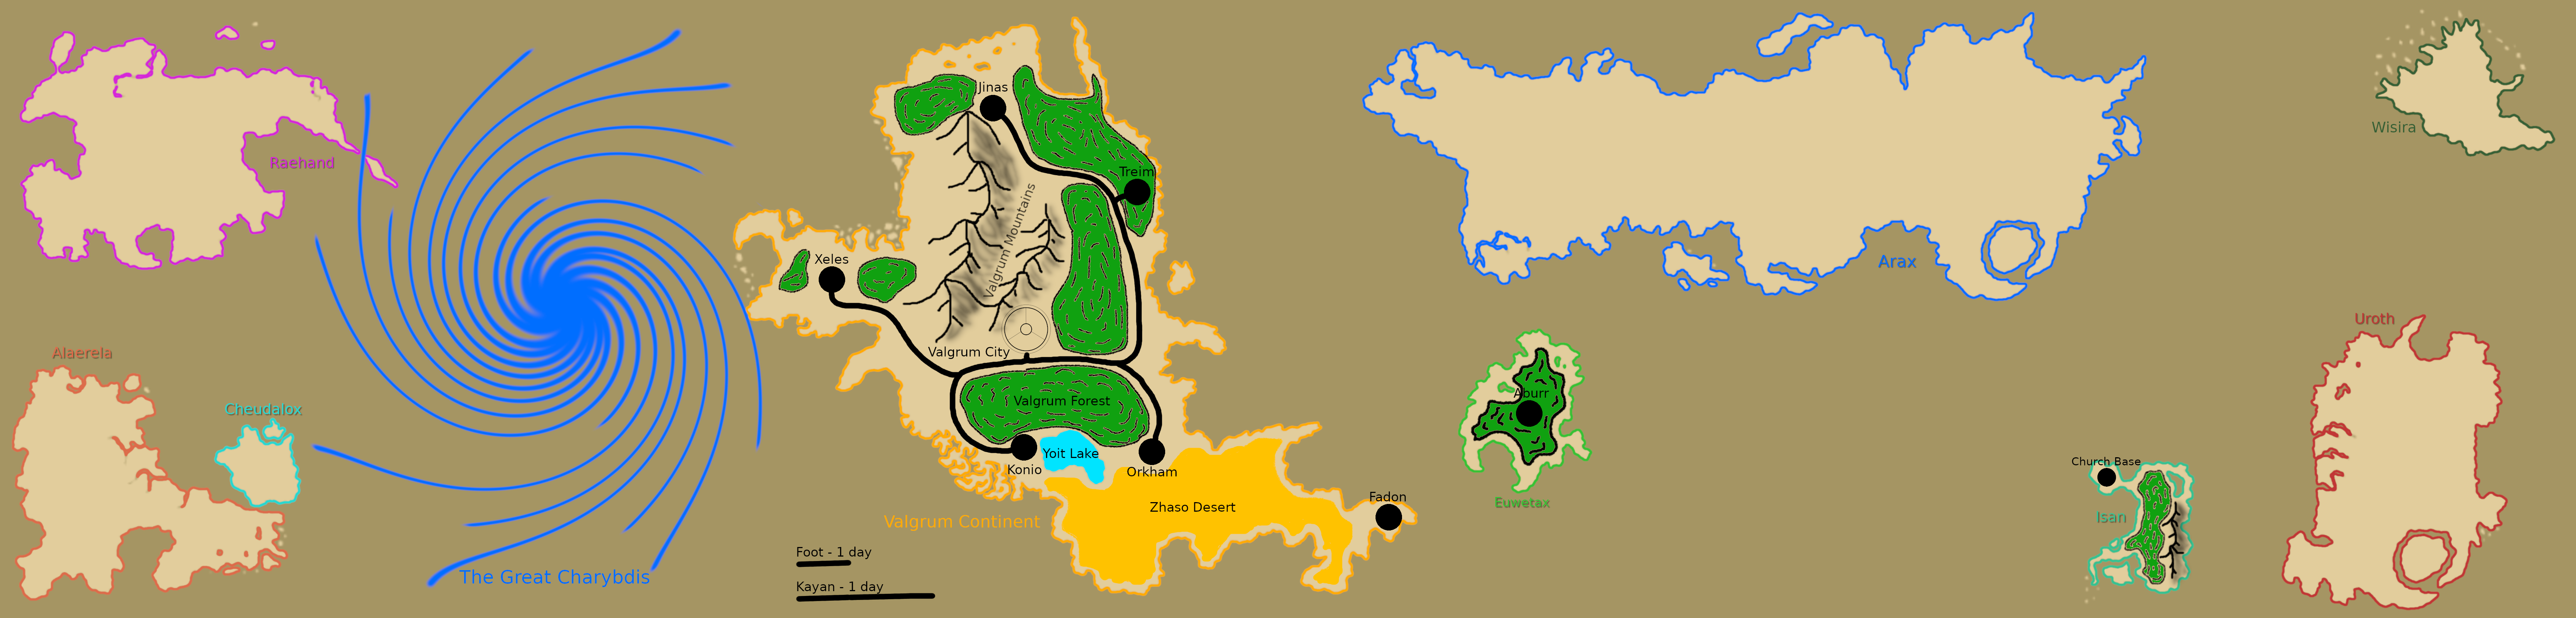 Jinas
Wisira
Raehand
Treim
Valgrum Mountains
Xeles
Arax
Uroth
Valgrum City
Alaerela
Aburr
Valgrum Forest
Cheudalox
Yoit Lake
Konio
Orkham
Church Base
Fadon
Euwetax
Zhaso Desert
Isan
Valgrum Continent
Foot - 1 day
The Great Charybdis
Kayan - 1 day